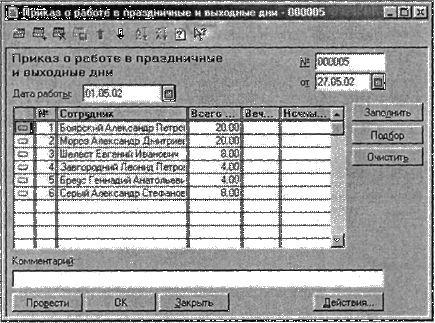 Приказ о работе в праздничные и выходные дни - 000005
Приказ о работе в праздничные
и выходные дни
№ 000005
от 27.05.02
Дата работы: 01.05.02
№ Сотрудник Всего ... Веч... Ночны...
1 Боярский Александр Петров 20.00
2 Мороз Александр Дмитриев 20.00
3 Шелест Евгений Иванович 8.00
4 Завгородний Леонид Петров 4.00
5 Бреус Геннадий Анатольевь 4.00
6 Серый Александр Стефанов 8.00
Заполнить
Подбор
Очистить
Комментарий:
Провести OK Закрыть Действия...